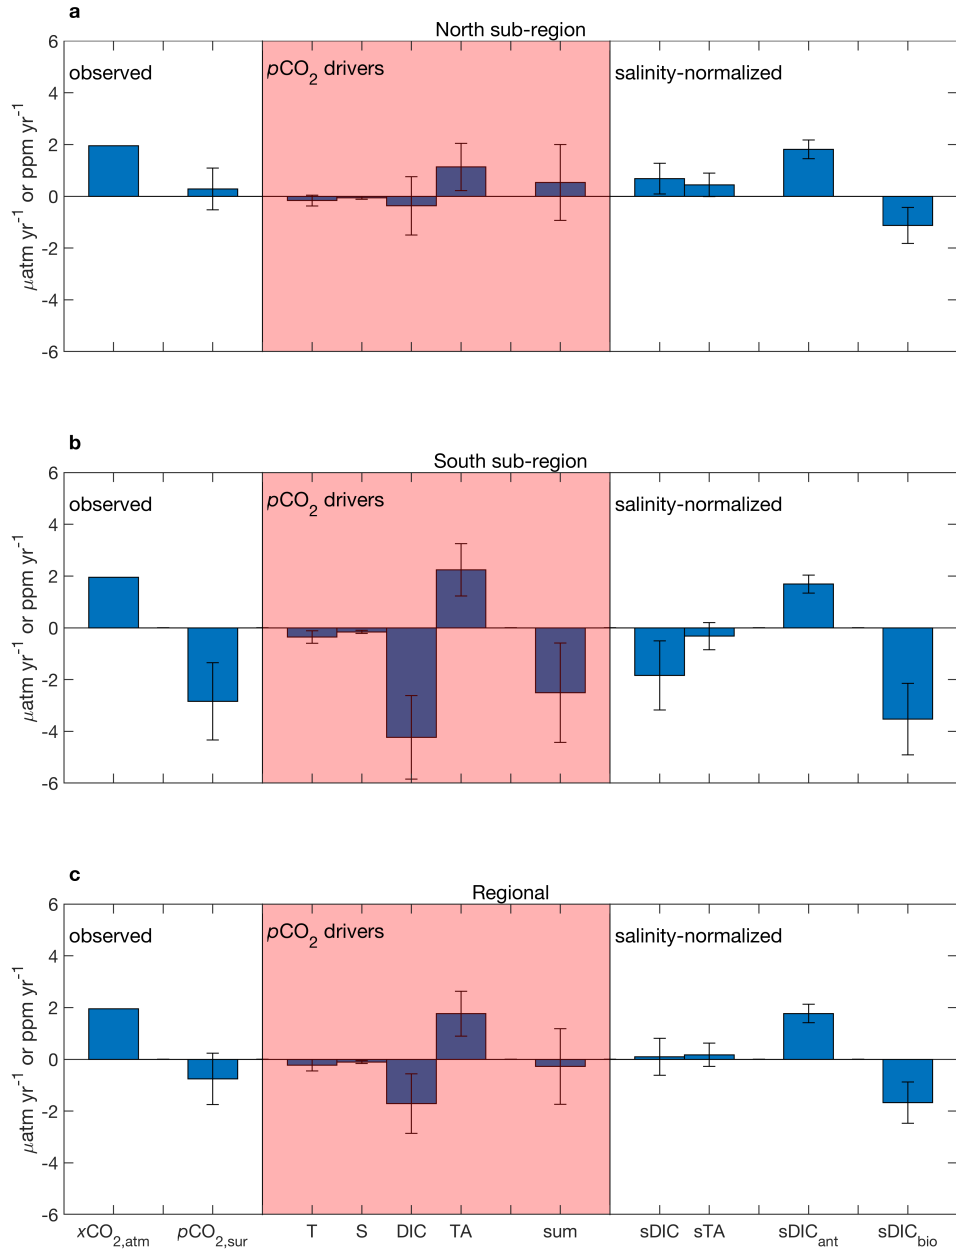 a
North sub-region
observed
pCO2 drivers
salinity-normalized
6
4
2
0
-2
-4
-6
μatm yr-1 or ppm yr-1
b
South sub-region
observed
pCO2 drivers
salinity-normalized
6
4
2
0
-2
-4
-6
μatm yr-1 or ppm yr-1
c
Regional
observed
pCO2 drivers
salinity-normalized
6
4
2
0
-2
-4
-6
μatm yr-1 or ppm yr-1
xCO2,atm pCO2,sur T S DIC TA sum sDIC sTA sDICant sDICbio